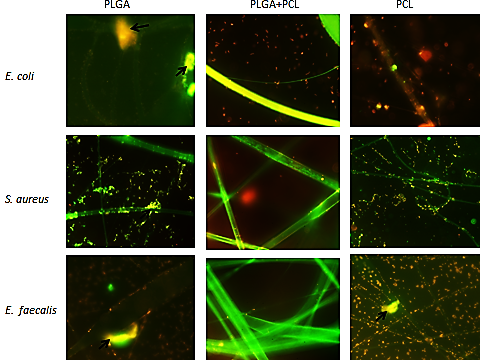 PLGA PLGA+PCL PCL
E. coli
S. aureus
E. faecalis